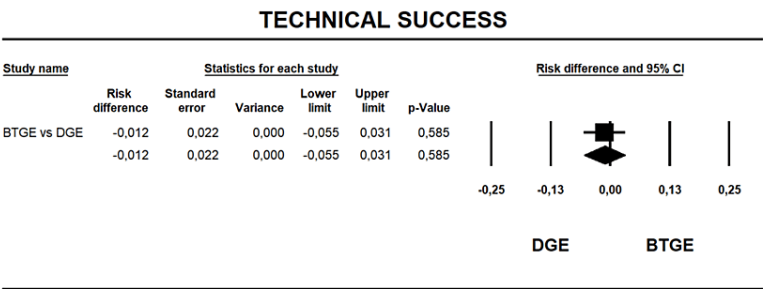 TECHNICAL SUCCESS
Study name Statistics for each study Risk difference and 95% CI
Risk difference Standard error Variance Lower limit Upper limit p-Value
BTGE vs DGE -0,012 0,022 0,000 -0,055 0,031 0,585
-0,012 0,022 0,000 -0,055 0,031 0,585
-0,25 -0,13 0,00 0,13 0,25
DGE BTGE